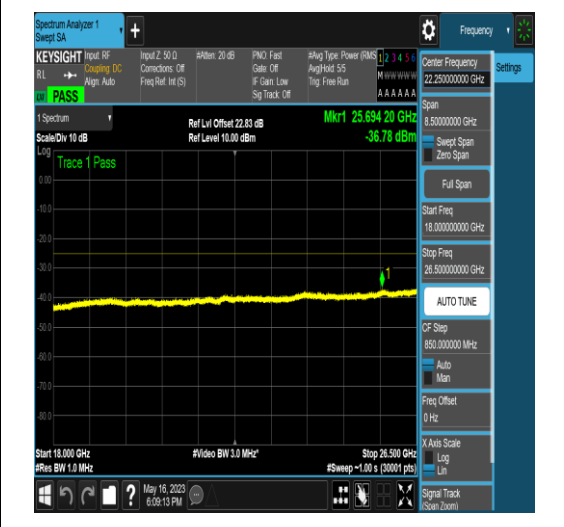 Spectrum Analyzer 1
Swept SA
Frequency
KEYSIGHT
RL
PASS
Input: RF
Coupling: DC
Align: Auto
Input Z: 50 Ω
Corrections: Off
Freq Ref: Int (S)
#Atten: 20 dB
PNO: Fast
Gate: Off
IF Gain: Low
Sig Track: Off
#Avg Type: Power (RMS
Avg|Hold: 5/5
Trig: Free Run
1 2 3 4 5 6
M W W W W W
A A A A A A
1 Spectrum
Scale/Div 10 dB
Ref Lvl Offset 22.83 dB
Ref Level 10.00 dBm
Mkr1 25.694 20 GHz
-36.78 dBm
Log
Trace 1 Pass
0.00
-10.0
-20.0
-30.0
-40.0
-50.0
-60.0
-70.0
-80.0
1
Start 18.000 GHz
#Res BW 1.0 MHz
#Video BW 3.0 MHz*
Stop 26.500 GHz
#Sweep ~1.00 s (30001 pts)
May 16, 2023
6:09:13 PM
Center Frequency
22.250000000 GHz
Settings
Span
8.50000000 GHz
Swept Span
Zero Span
Full Span
Start Freq
18.000000000 GHz
Stop Freq
26.500000000 GHz
AUTO TUNE
CF Step
850.000000 MHz
Auto
Man
Freq Offset
0 Hz
X Axis Scale
Log
Lin
Signal Track
(Span Zoom)